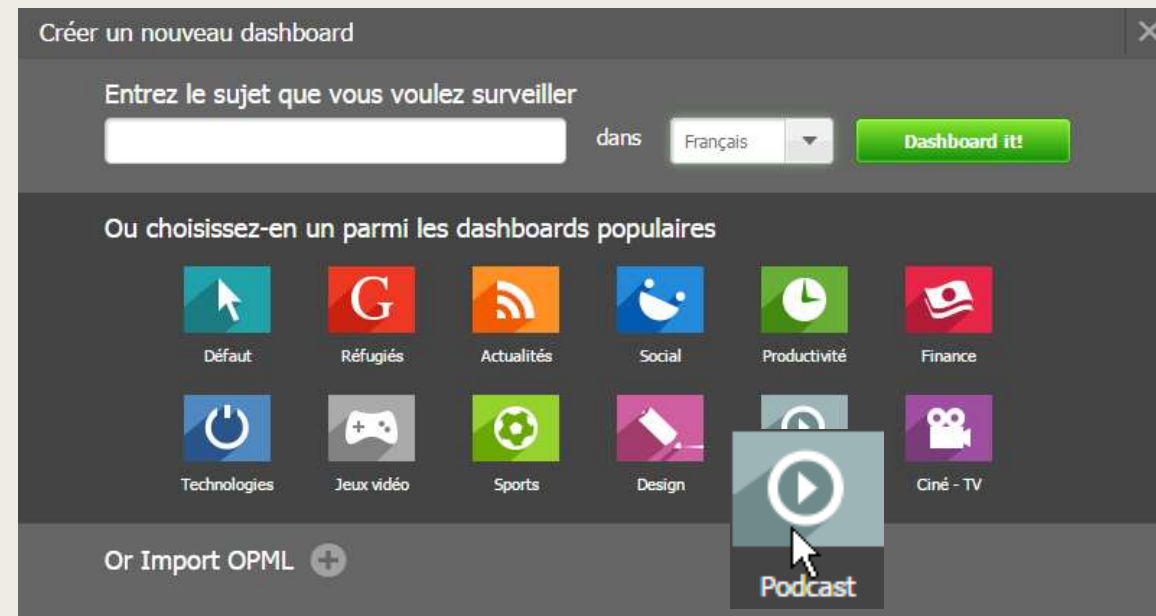 Créer un nouveau dashboard
Entrez le sujet que vous voulez surveiller
dans Français Dashboard it!
Ou choisissez-en un parmi les dashboards populaires
G
Défaut Réfugiés Actualités Social Productivité Finance
Technologies Jeux vidéo Sports Design Ciné - TV
Podcast
Or Import OPML